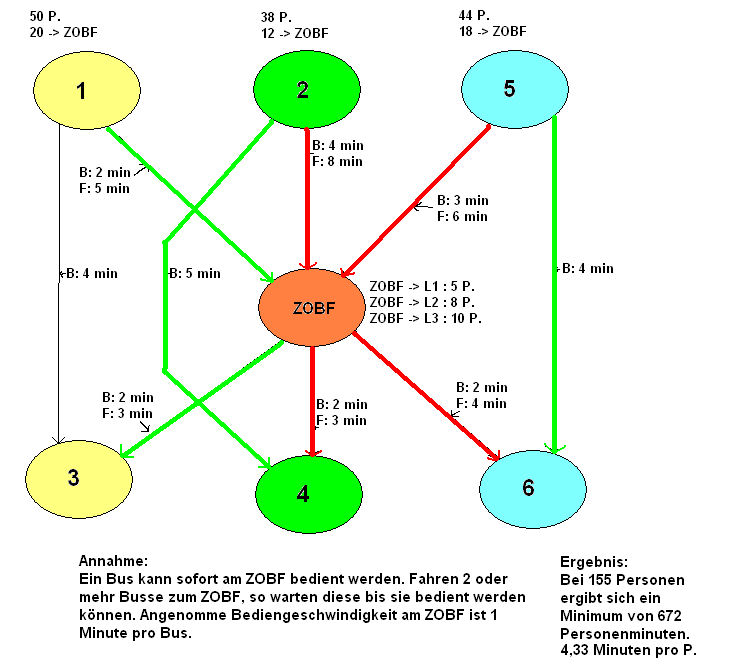 50 P.
20 -> ZOBF
38 P.
12 -> ZOBF
44 P.
18 -> ZOBF
1
2
5
B: 4 min
F: 8 min
B: 2 min
F: 5 min
B: 3 min
F: 6 min
B: 4 min
B: 5 min
B: 4 min
ZOBF
ZOBF -> L1 : 5 P.
ZOBF -> L2 : 8 P.
ZOBF -> L3 : 10 P.
B: 2 min
F: 3 min
B: 2 min
F: 3 min
B: 2 min
F: 4 min
3
4
6
Annahme:
Ein Bus kann sofort am ZOBF bedient werden. Fahren 2 oder
mehr Busse zum ZOBF, so warten diese bis sie bedient werden
können. Angenomme Bediengeschwindigkeit am ZOBF ist 1
Minute pro Bus.
Ergebnis:
Bei 155 Personen
ergibt sich ein
Minimum von 672
Personenminuten.
4,33 Minuten pro P.